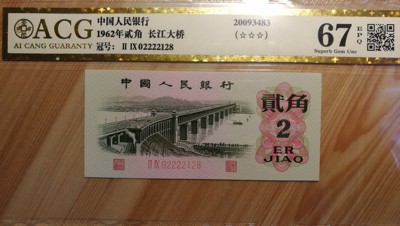 ACG
AI CANG GUARANTY
中国人民银行
1962年贰角 长江大桥
冠号: II IX 02222128
20093483
(☆☆☆)
67 EPQ
Superb Gem Unc
中國人民銀行
貳角
2
ER
JIAO
II IX 02222128